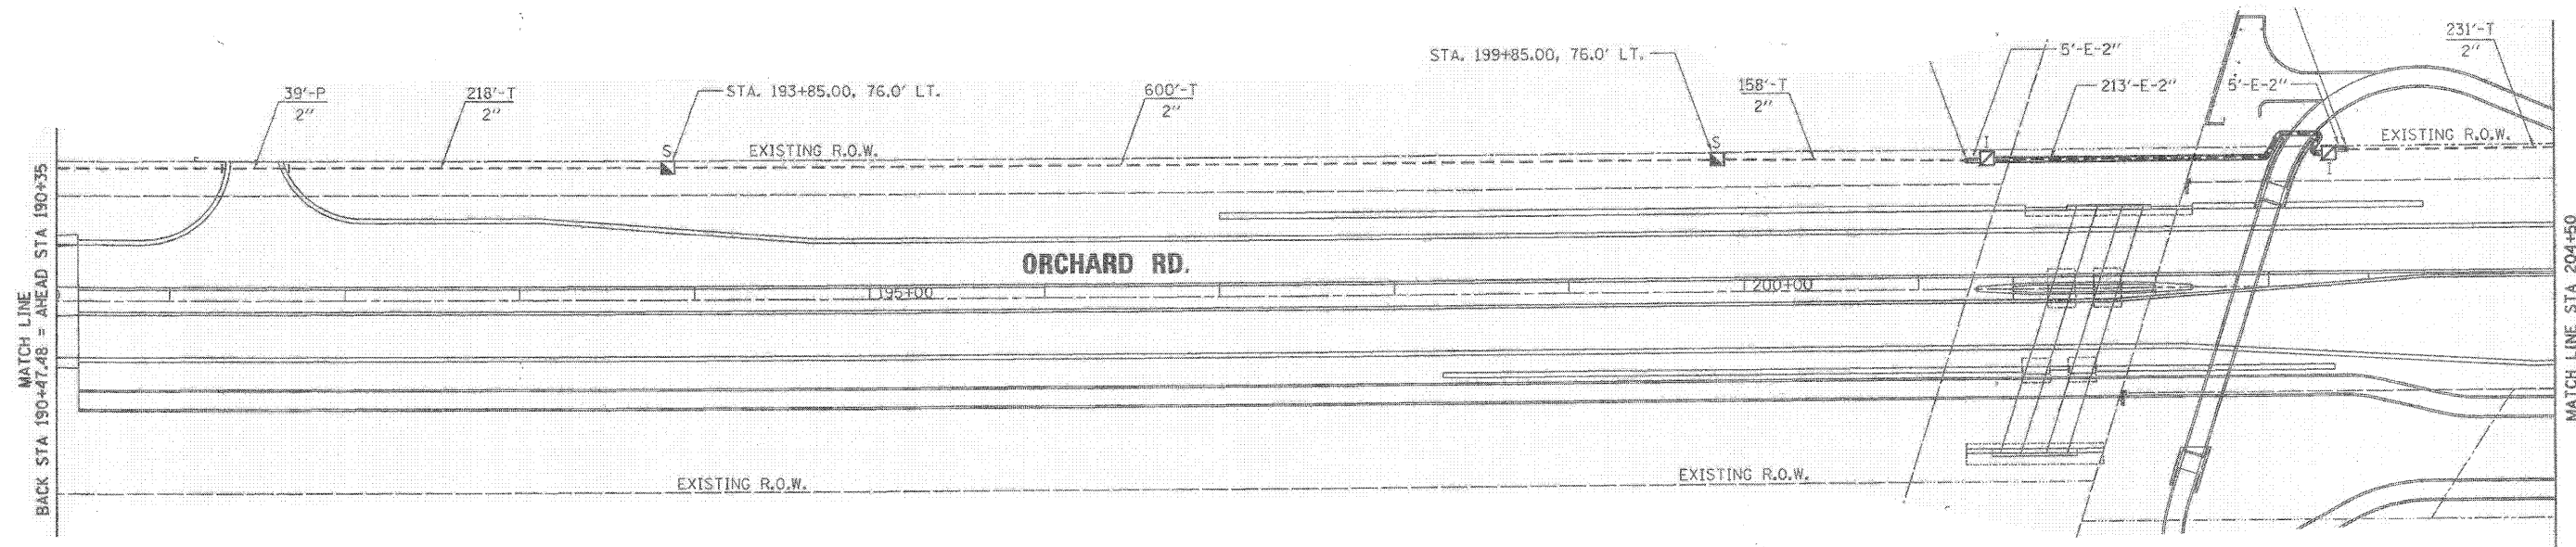 231'-T
2"
STA. 199+85.00, 76.0' LT.
5'-E-2"
39'-P
2"
218'-T
2"
STA. 193+85.00, 76.0' LT.
600'-T
2"
158'-T
2"
213'-E-2"
5'-E-2"
S
EXISTING R.O.W.
S
I
I
EXISTING R.O.W.
ORCHARD RD.
195+00
200+00
EXISTING R.O.W.
EXISTING R.O.W.
MATCH LINE
BACK STA 190+47.48 = AHEAD STA 190+35
MATCH LINE STA 204+50